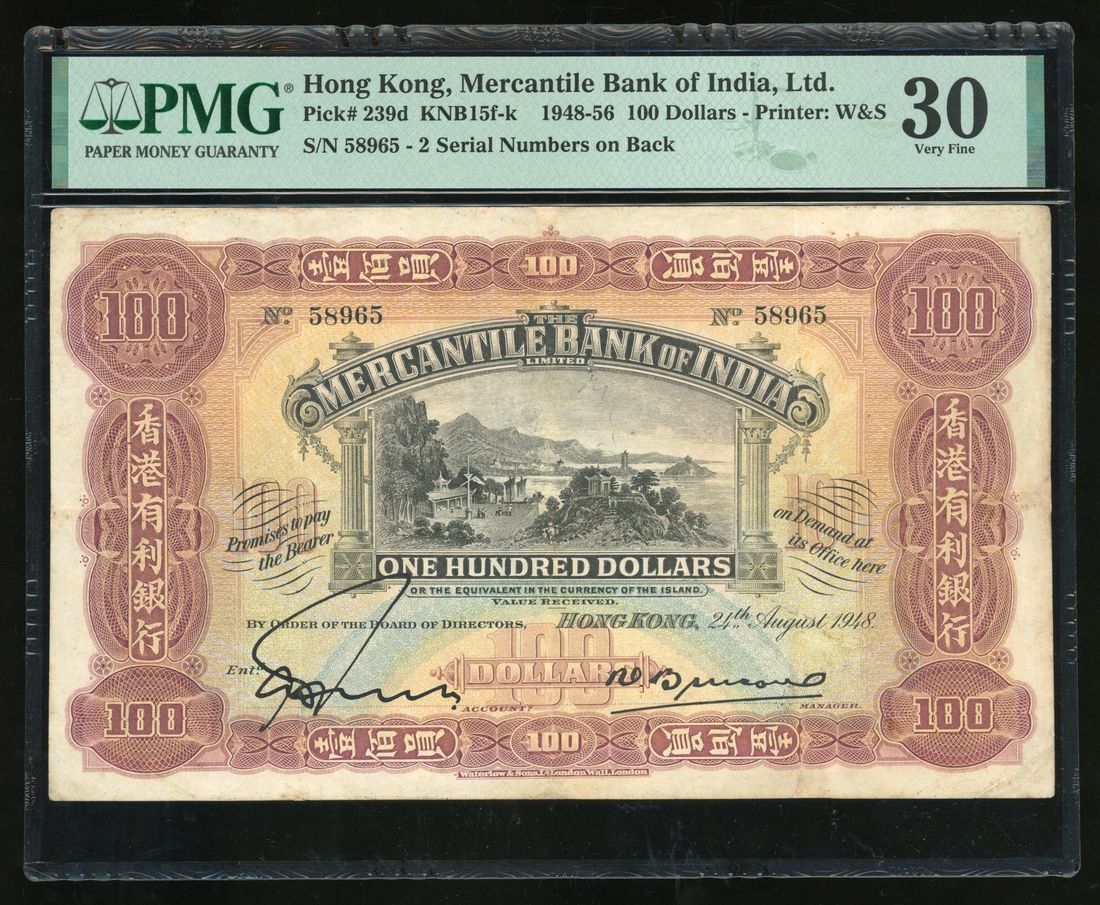 PMG®
PAPER MONEY GUARANTY
Hong Kong, Mercantile Bank of India, Ltd.
Pick# 239d KNB15f-k 1948-56 100 Dollars - Printer: W&S
S/N 58965 - 2 Serial Numbers on Back
30
Very Fine
100
100
100
Nº 58965
Nº 58965
THE
MERCANTILE BANK OF INDIA
LIMITED
香港有利銀行
香港有利銀行
100
100
Promises to pay
the Bearer
on Demand at
its Office here
ONE HUNDRED DOLLARS
OR THE EQUIVALENT IN THE CURRENCY OF THE ISLAND.
VALUE RECEIVED.
BY ORDER OF THE BOARD OF DIRECTORS,
HONG KONG, 24th August 1948.
100
DOLLARS
Entd.
ACCOUNT.
MANAGER.
100
100
100
Waterlow & Sons, Ld. London Wall, London